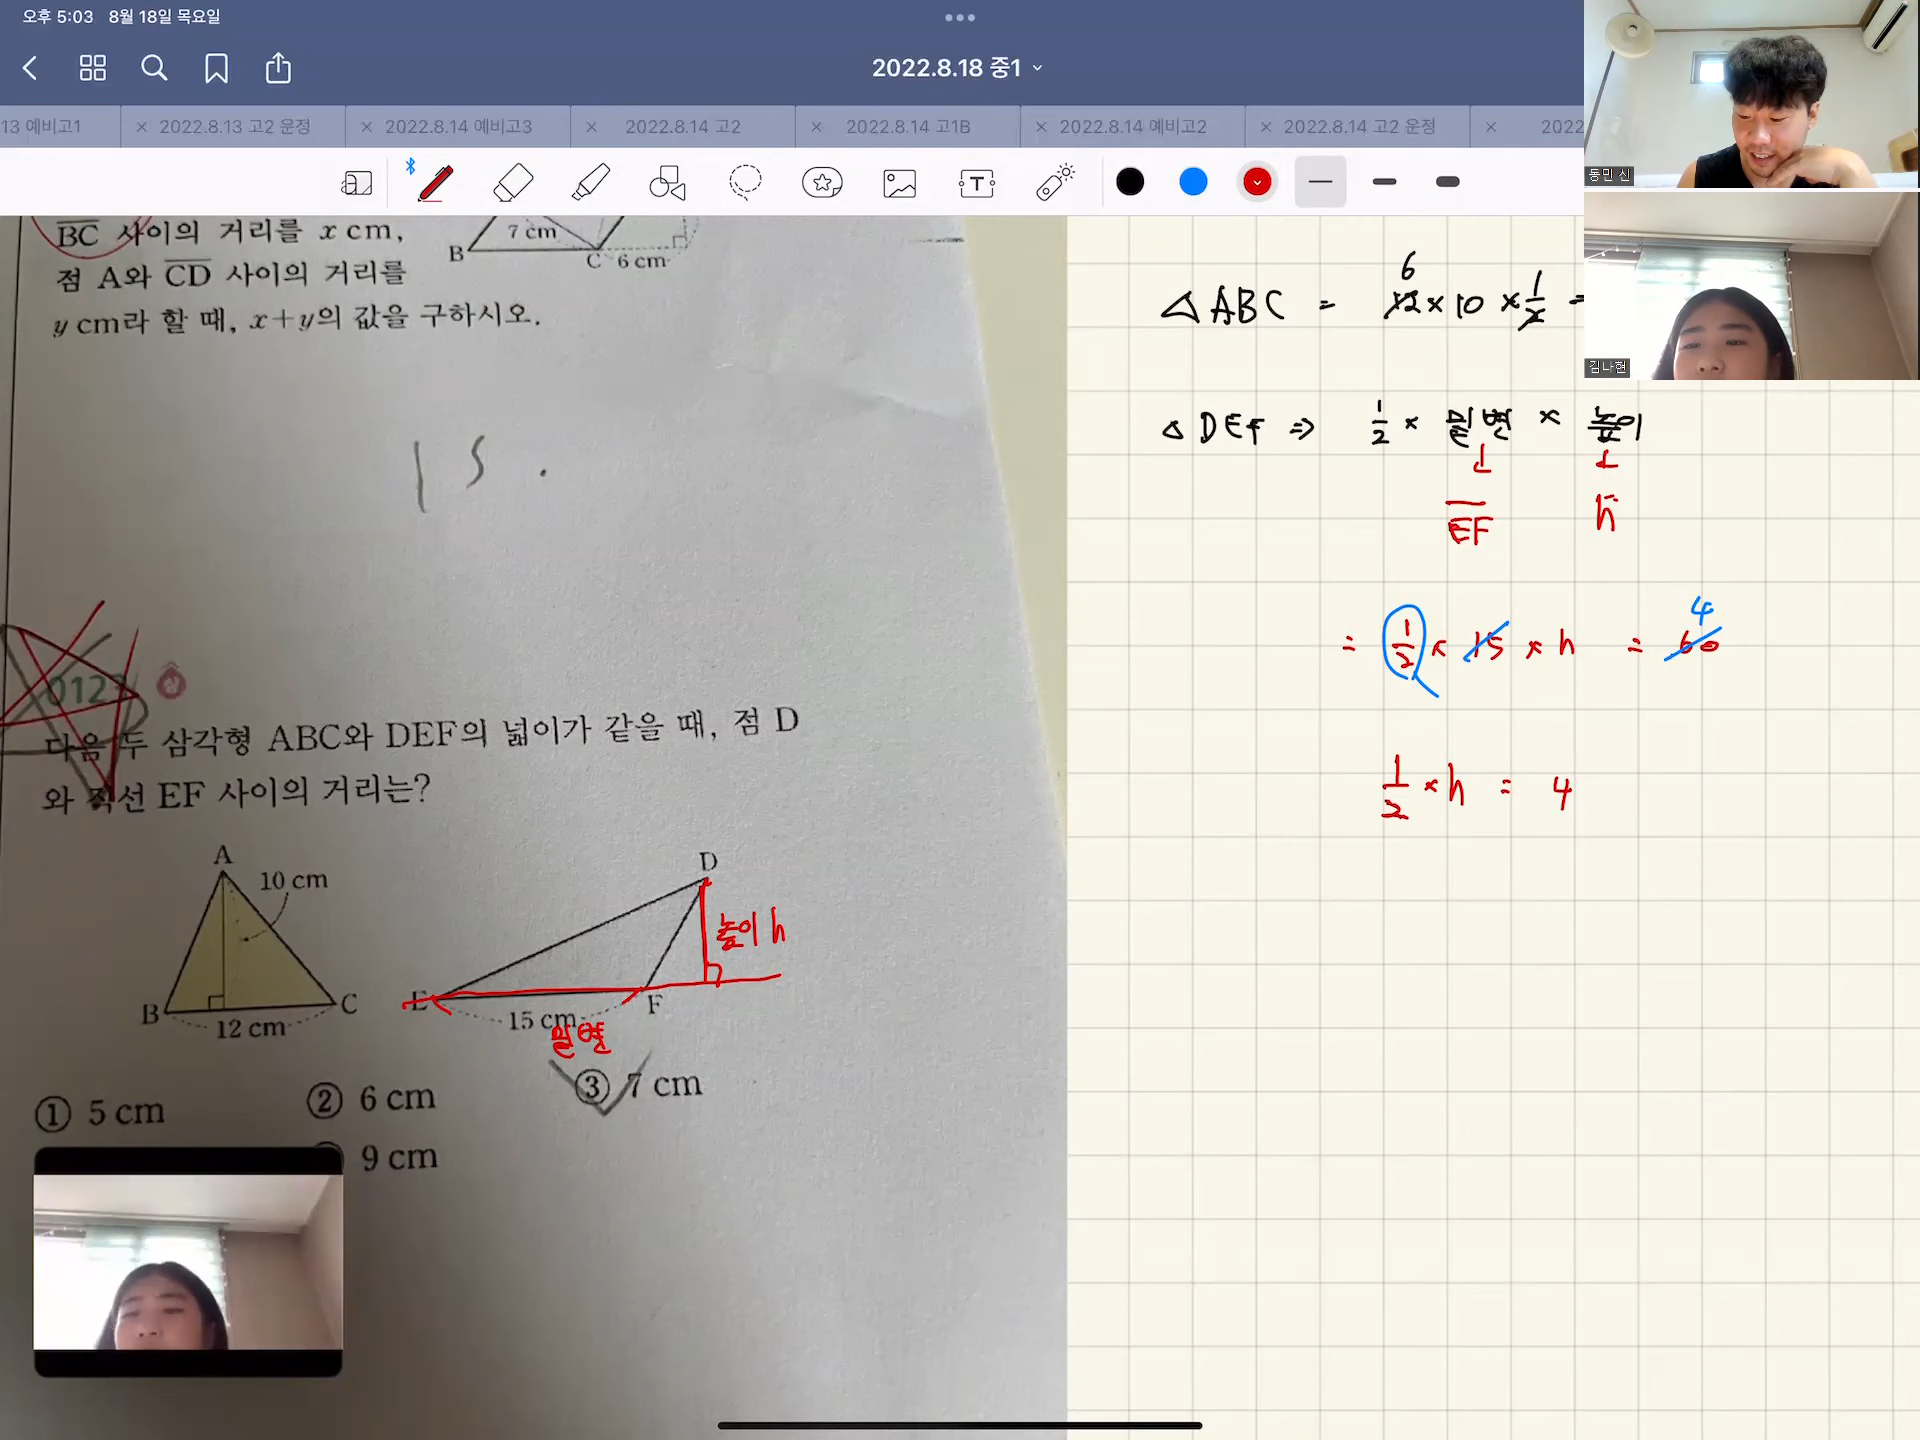 오후 5:03 8월 18일 목요일
2022.8.18 중1
13 예비고1
2022.8.13 고2 운정
2022.8.14 예비고3
2022.8.14 고2
2022.8.14 고1B
2022.8.14 예비고2
2022.8.14 고2 운정
2022
동민 신
김나현
BC 사이의 거리를 x cm,
점 A와 CD 사이의 거리를
y cm라 할 때, x+y의 값을 구하시오.
7 cm
B
C
6 cm
15.
다음 두 삼각형 ABC와 DEF의 넓이가 같을 때, 점 D
와 직선 EF 사이의 거리는?
A
10 cm
B
C
12 cm
D
높이 h
E
F
15 cm
밑변
① 5 cm
② 6 cm
③ 7 cm
9 cm
6
△ABC = 12 × 10 × 1/2 =
△DEF ⇒ 1/2 × 밑변 × 높이
EF h
4
= 1/2 × 15 × h = 60
1/2 × h = 4